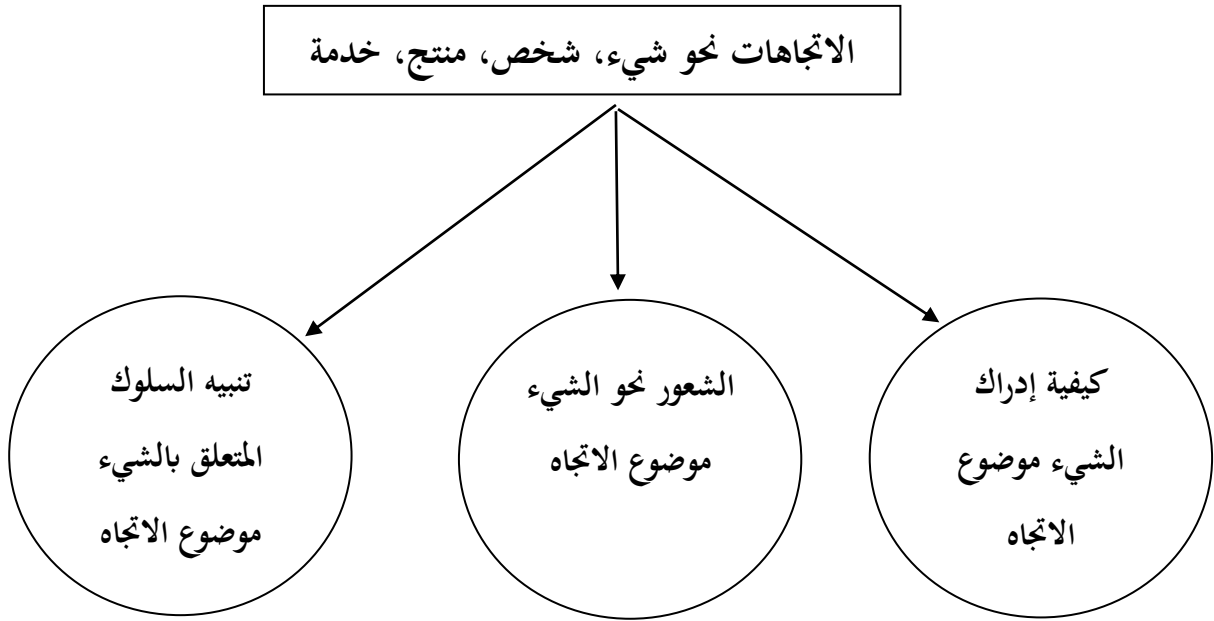 الاتجاهات نحو شيء، شخص، منتج، خدمة
كيفية إدراك
الشيء موضوع
الاتجاه
الشعور نحو الشيء
موضوع الاتجاه
تنبيه السلوك
المتعلق بالشيء
موضوع الاتجاه